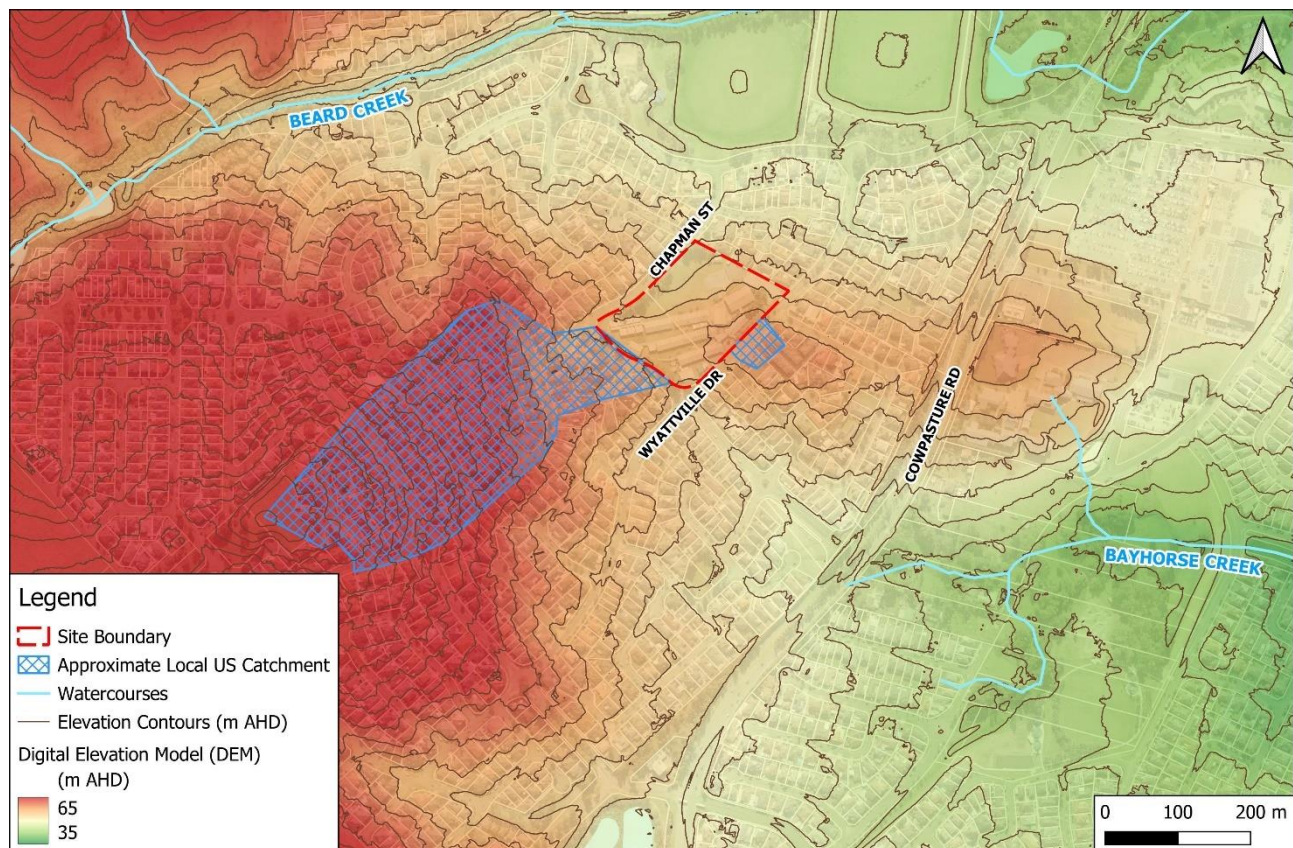 BEARD CREEK
CHAPMAN ST
WYATTVILLE DR
COWPASTURE RD
BAYHORSE CREEK
Legend
Site Boundary
Approximate Local US Catchment
Watercourses
Elevation Contours (m AHD)
Digital Elevation Model (DEM)
(m AHD)
65
35
0 100 200 m